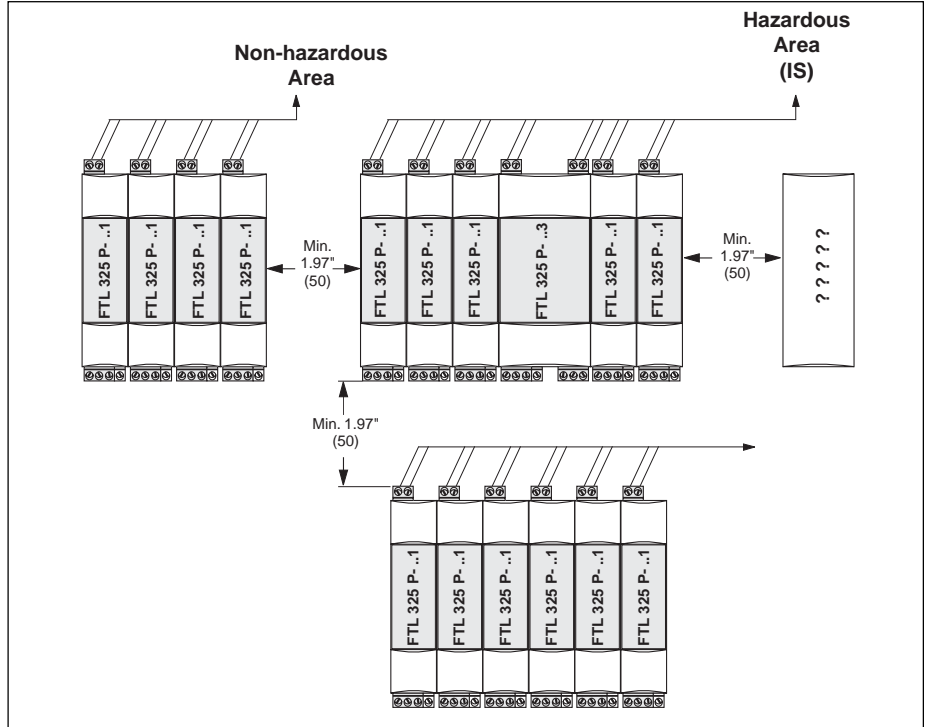 Non-hazardous
Area
Hazardous
Area
(IS)
FTL 325 P- ..1
FTL 325 P- ..1
FTL 325 P- ..1
FTL 325 P- ..1
Min.
1.97"
(50)
FTL 325 P- ..1
FTL 325 P- ..1
FTL 325 P- ..1
FTL 325 P- ..3
FTL 325 P- ..1
FTL 325 P- ..1
Min.
1.97"
(50)
? ? ? ? ?
Min. 1.97"
(50)
FTL 325 P- ..1
FTL 325 P- ..1
FTL 325 P- ..1
FTL 325 P- ..1
FTL 325 P- ..1
FTL 325 P- ..1